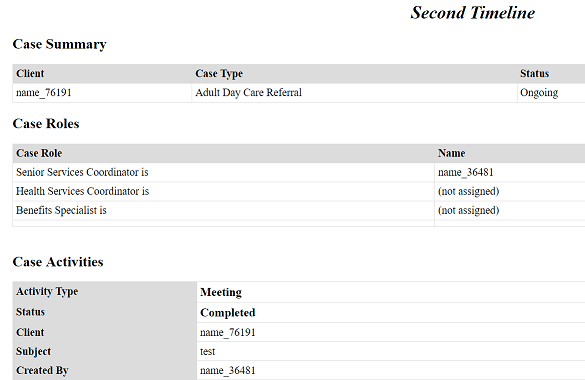 Second Timeline
Case Summary
Client Case Type Status
name_76191 Adult Day Care Referral Ongoing
Case Roles
Case Role Name
Senior Services Coordinator is name_36481
Health Services Coordinator is (not assigned)
Benefits Specialist is (not assigned)
Case Activities
Activity Type Meeting
Status Completed
Client name_76191
Subject test
Created By name_36481